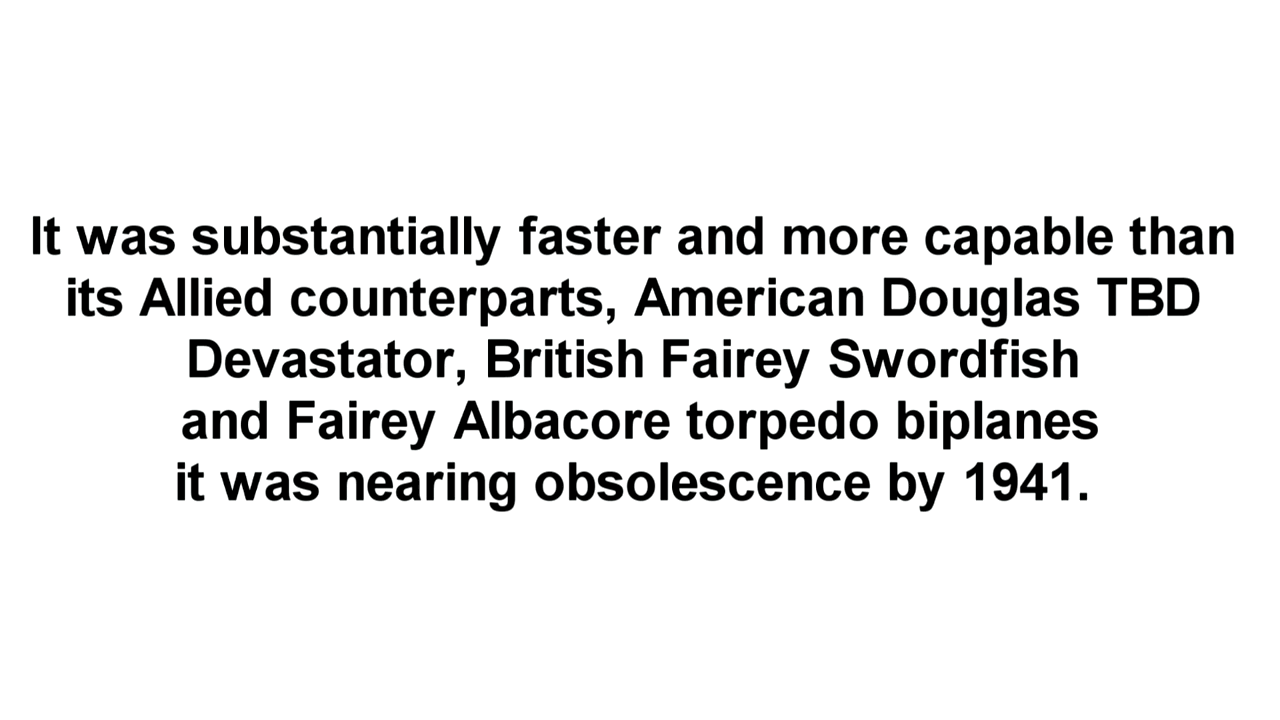 It was substantially faster and more capable than
its Allied counterparts, American Douglas TBD
Devastator, British Fairey Swordfish
and Fairey Albacore torpedo biplanes
it was nearing obsolescence by 1941.